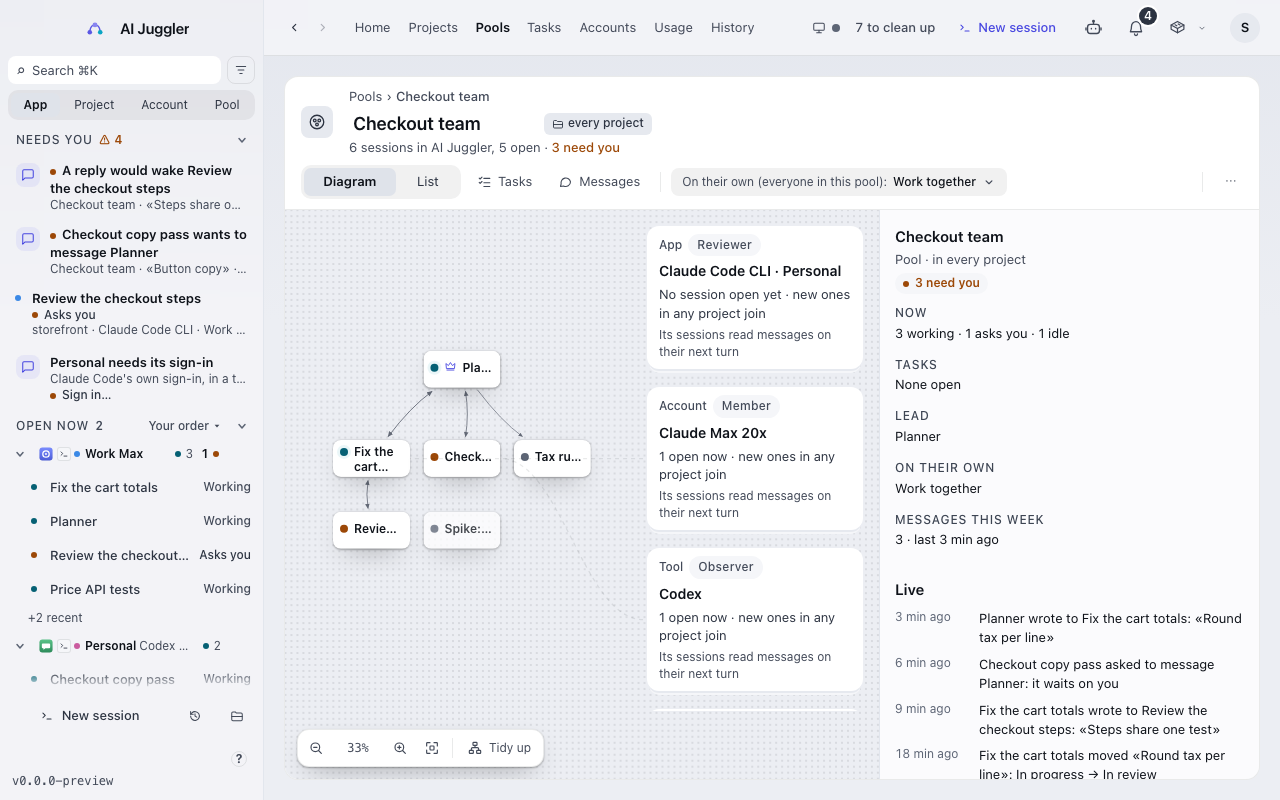 AI Juggler
Search ⌘K
App Project Account Pool
NEEDS YOU 4
A reply would wake Review
the checkout steps
Checkout team · «Steps share o…
Checkout copy pass wants to
message Planner
Checkout team · «Button copy» ·…
Review the checkout steps
Asks you
storefront · Claude Code CLI · Work …
Personal needs its sign-in
Claude Code's own sign-in, in a t…
Sign in…
OPEN NOW 2 Your order
Work Max 3 1
Fix the cart totals Working
Planner Working
Review the checkout… Asks you
Price API tests Working
+2 recent
Personal Codex … 2
Checkout copy pass Working
New session
?
v0.0.0-preview
Home Projects Pools Tasks Accounts Usage History
7 to clean up
New session
4
S
Pools › Checkout team
Checkout team every project
6 sessions in AI Juggler, 5 open · 3 need you
Diagram List Tasks Messages On their own (everyone in this pool): Work together ···
Pla…
Fix the
cart…
Check…
Tax ru…
Revie…
Spike:…
App Reviewer
Claude Code CLI · Personal
No session open yet · new ones
in any project join
Its sessions read messages on
their next turn
Account Member
Claude Max 20x
1 open now · new ones in any
project join
Its sessions read messages on
their next turn
Tool Observer
Codex
1 open now · new ones in any
project join
Its sessions read messages on
their next turn
33% Tidy up
Checkout team
Pool · in every project
3 need you
NOW
3 working · 1 asks you · 1 idle
TASKS
None open
LEAD
Planner
ON THEIR OWN
Work together
MESSAGES THIS WEEK
3 · last 3 min ago
Live
3 min ago Planner wrote to Fix the cart totals: «Round
tax per line»
6 min ago Checkout copy pass asked to message
Planner: it waits on you
9 min ago Fix the cart totals wrote to Review the
checkout steps: «Steps share one test»
18 min ago Fix the cart totals moved «Round tax per
line»: In progress → In review